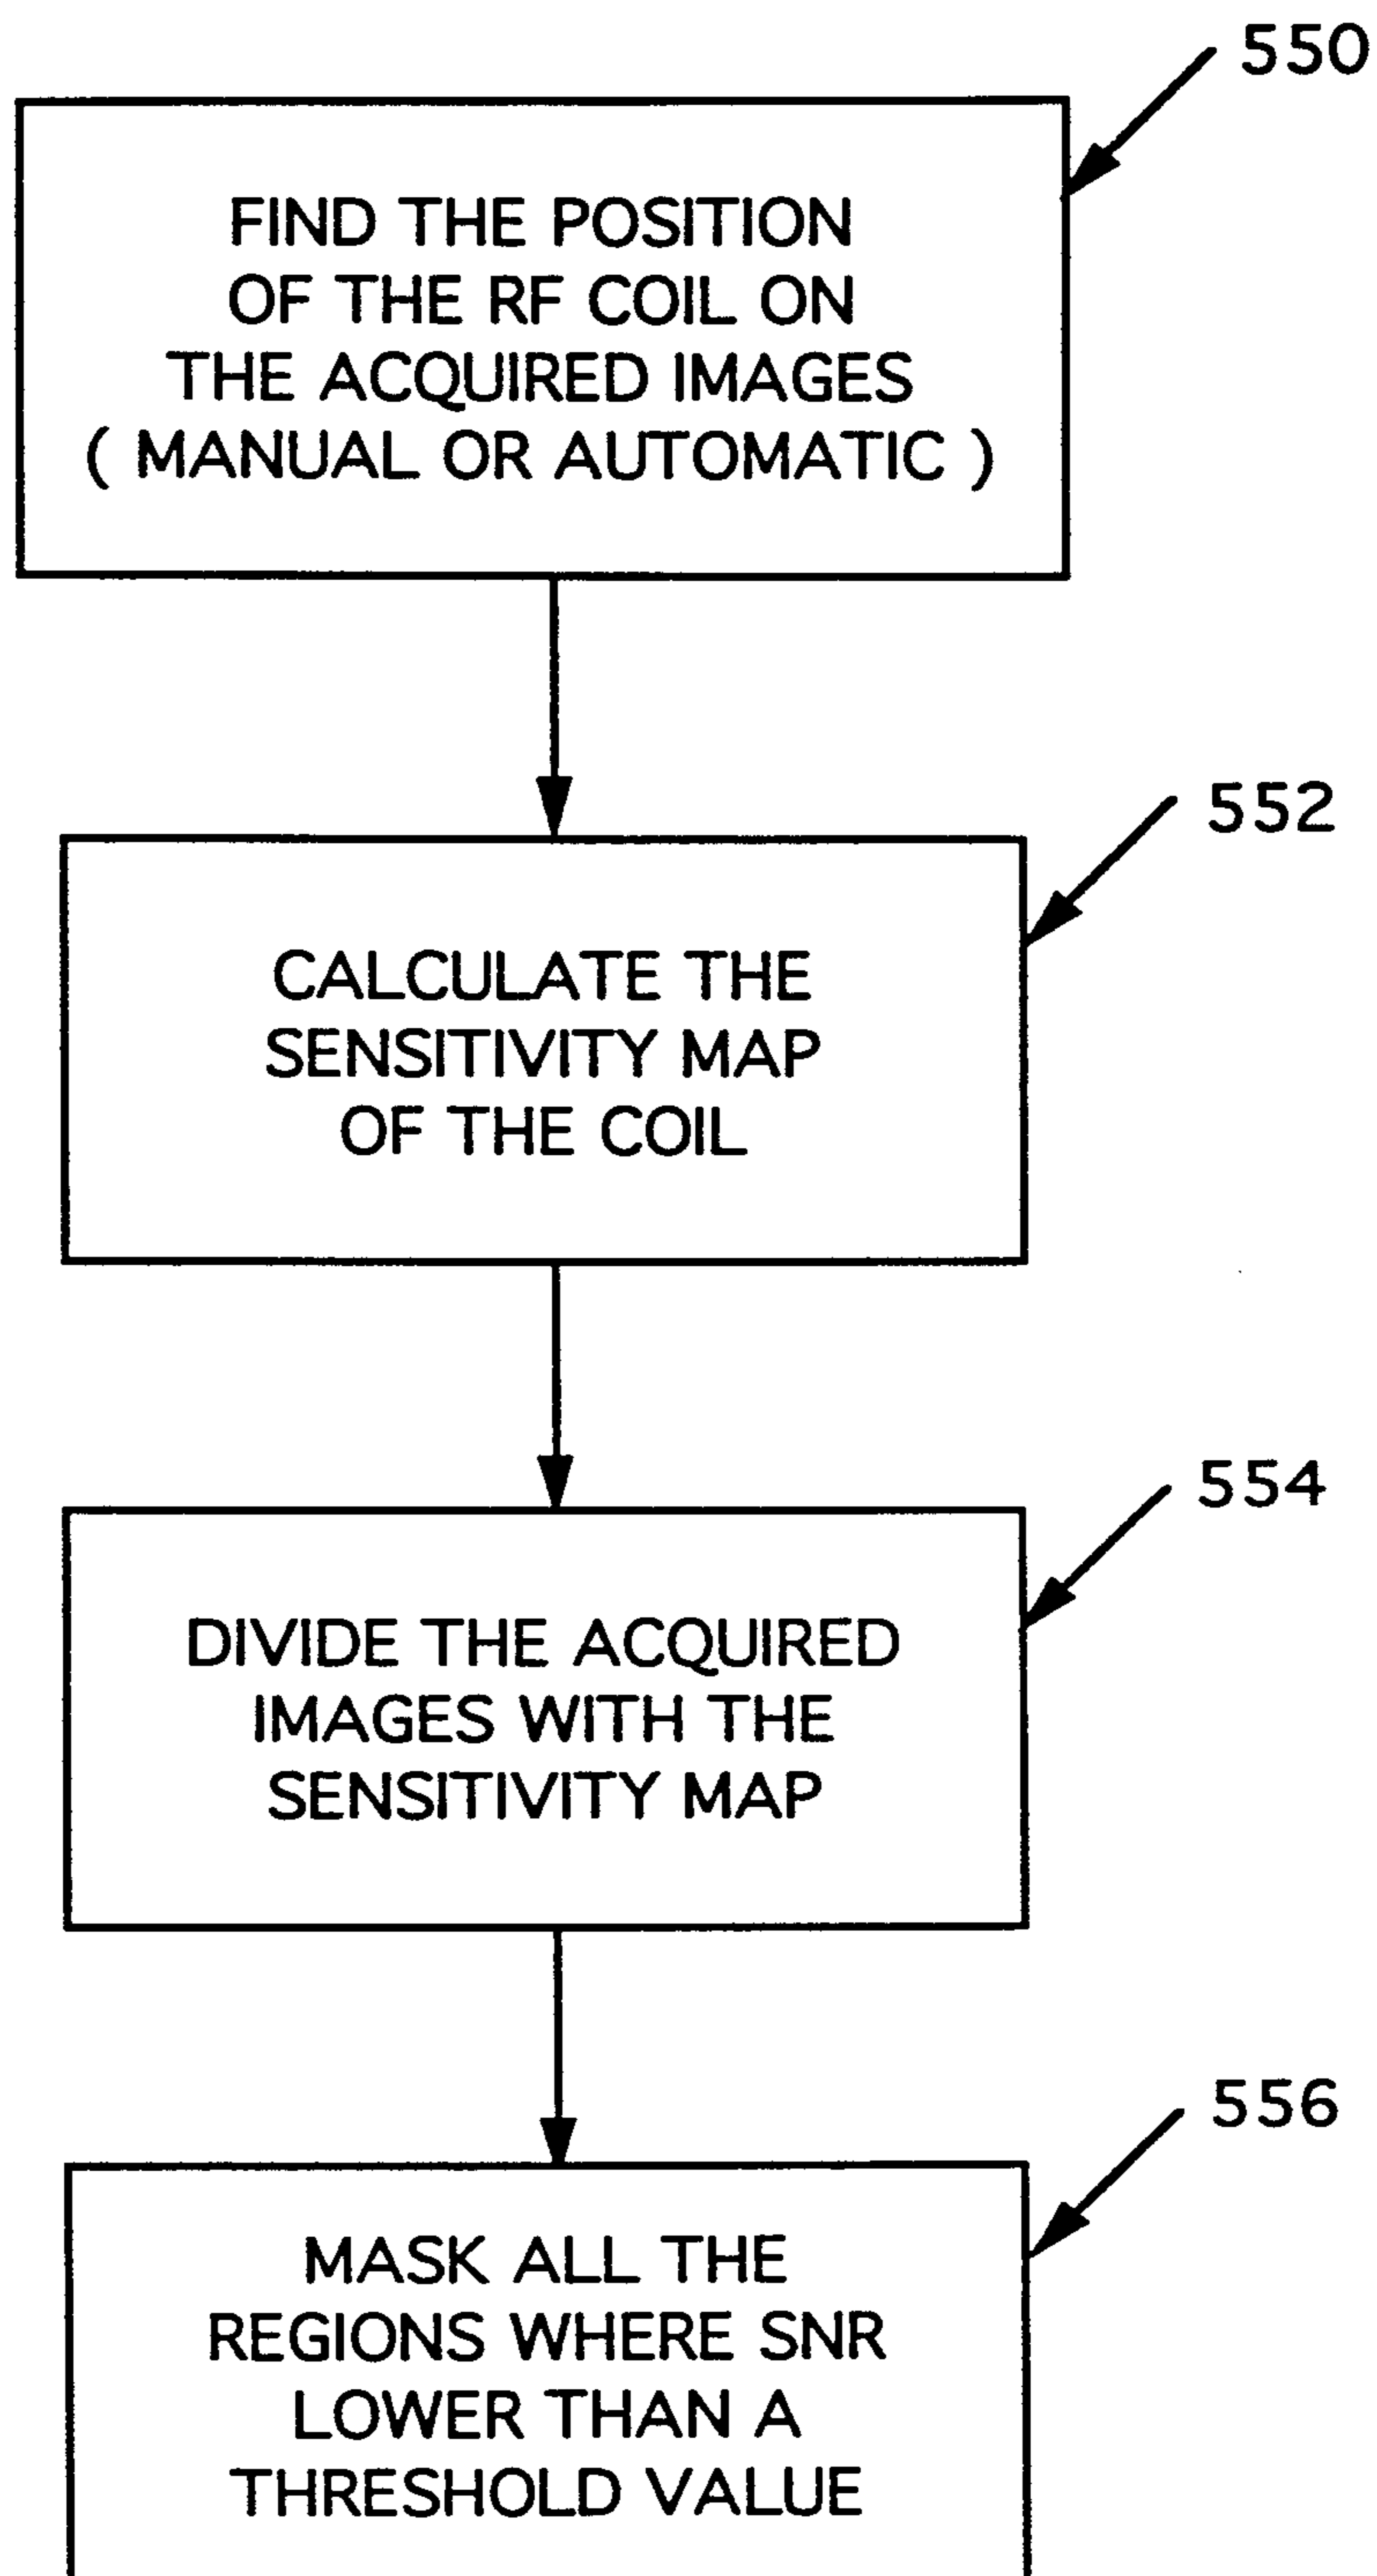 550
FIND THE POSITION
OF THE RF COIL ON
THE ACQUIRED IMAGES
( MANUAL OR AUTOMATIC )
552
CALCULATE THE
SENSITIVITY MAP
OF THE COIL
554
DIVIDE THE ACQUIRED
IMAGES WITH THE
SENSITIVITY MAP
556
MASK ALL THE
REGIONS WHERE SNR
LOWER THAN A
THRESHOLD VALUE